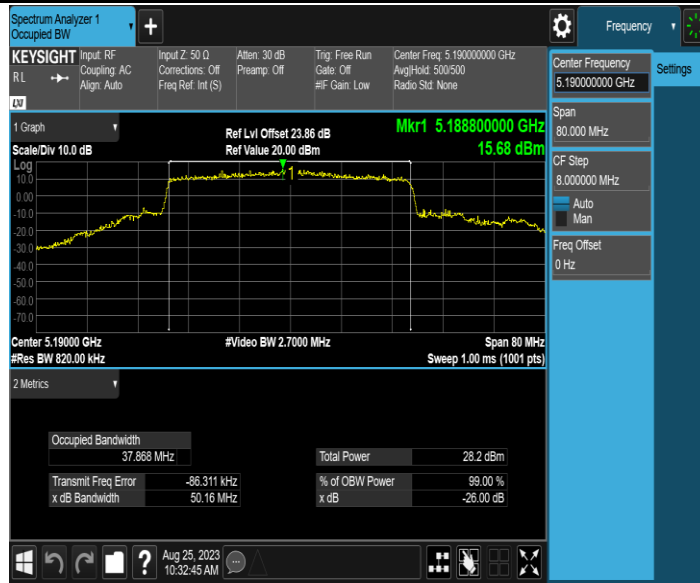 Spectrum Analyzer 1
Occupied BW
Frequency
KEYSIGHT
Input: RF
Coupling: AC
Align: Auto
Input Z: 50 Ω
Corrections: Off
Freq Ref: Int (S)
Atten: 30 dB
Preamp: Off
Trig: Free Run
Gate: Off
#IF Gain: Low
Center Freq: 5.190000000 GHz
Avg|Hold: 500/500
Radio Std: None
R L
LXI
Center Frequency
5.190000000 GHz
Settings
Span
80.000 MHz
CF Step
8.000000 MHz
Auto
Man
Freq Offset
0 Hz
1 Graph
Ref Lvl Offset 23.86 dB
Mkr1 5.188800000 GHz
Scale/Div 10.0 dB
Ref Value 20.00 dBm
15.68 dBm
Log
10.0
0.00
-10.0
-20.0
-30.0
-40.0
-50.0
-60.0
-70.0
1
Center 5.19000 GHz
#Video BW 2.7000 MHz
Span 80 MHz
#Res BW 820.00 kHz
Sweep 1.00 ms (1001 pts)
2 Metrics
Occupied Bandwidth
37.868 MHz
Total Power 28.2 dBm
Transmit Freq Error -86.311 kHz
% of OBW Power 99.00 %
x dB Bandwidth 50.16 MHz
x dB -26.00 dB
?
Aug 25, 2023
10:32:45 AM